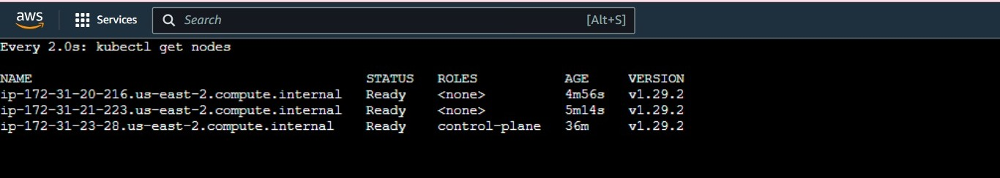 aws Services Search [Alt+S]
Every 2.0s: kubectl get nodes
NAME STATUS ROLES AGE VERSION
ip-172-31-20-216.us-east-2.compute.internal Ready <none> 4m56s v1.29.2
ip-172-31-21-223.us-east-2.compute.internal Ready <none> 5m14s v1.29.2
ip-172-31-23-28.us-east-2.compute.internal Ready control-plane 36m v1.29.2